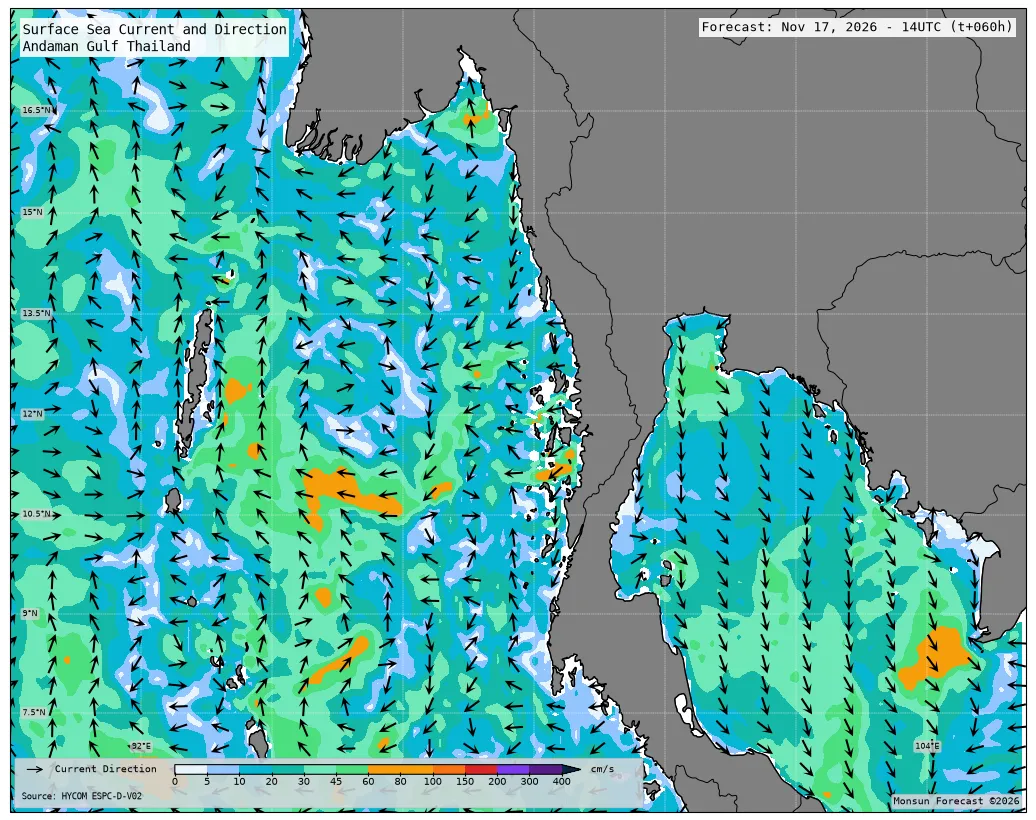 Surface Sea Current and Direction
Andaman Gulf Thailand
Forecast: Nov 17, 2026 - 14UTC (t+060h)
16.5°N
15°N
13.5°N
12°N
10.5°N
9°N
7.5°N
92°E
104°E
Current Direction
0 5 10 20 30 45 60 80 100 150 200 300 400 cm/s
Source: HYCOM ESPC-D-V02
Monsun Forecast ©2026